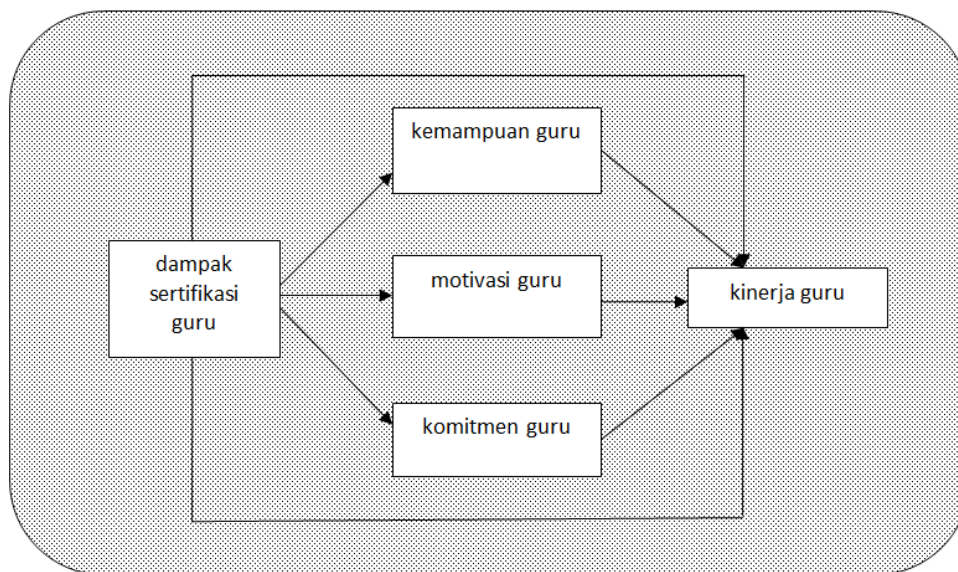 kemampuan guru
dampak
sertifikasi
guru
motivasi guru
kinerja guru
komitmen guru